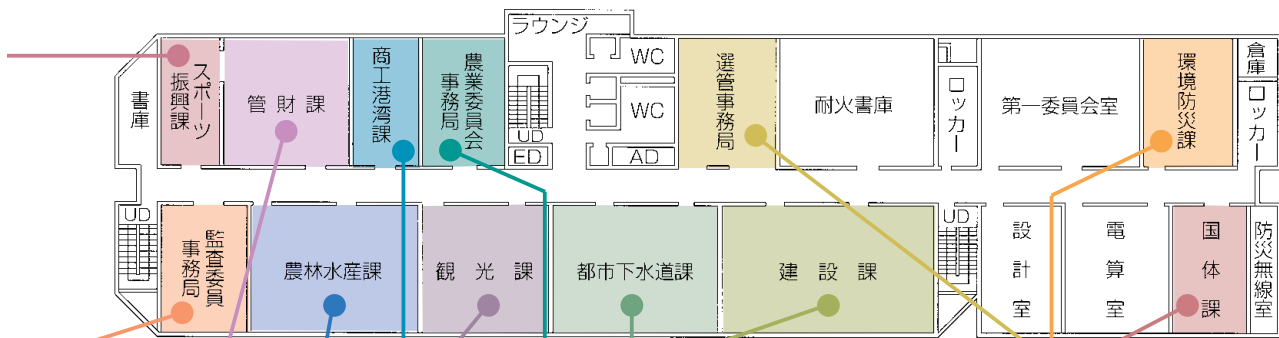 ラウンジ
書庫
スポーツ
振興課
管財課
商工港湾課
農業委員会
事務局
UD
ED
WC
WC
AD
選管事務局
耐火書庫
ロッカー
第一委員会室
環境防災課
倉庫
ロッカー
UD
監査委員
事務局
農林水産課
観光課
都市下水道課
建設課
UD
設計室
電算室
国体課
防災無線室